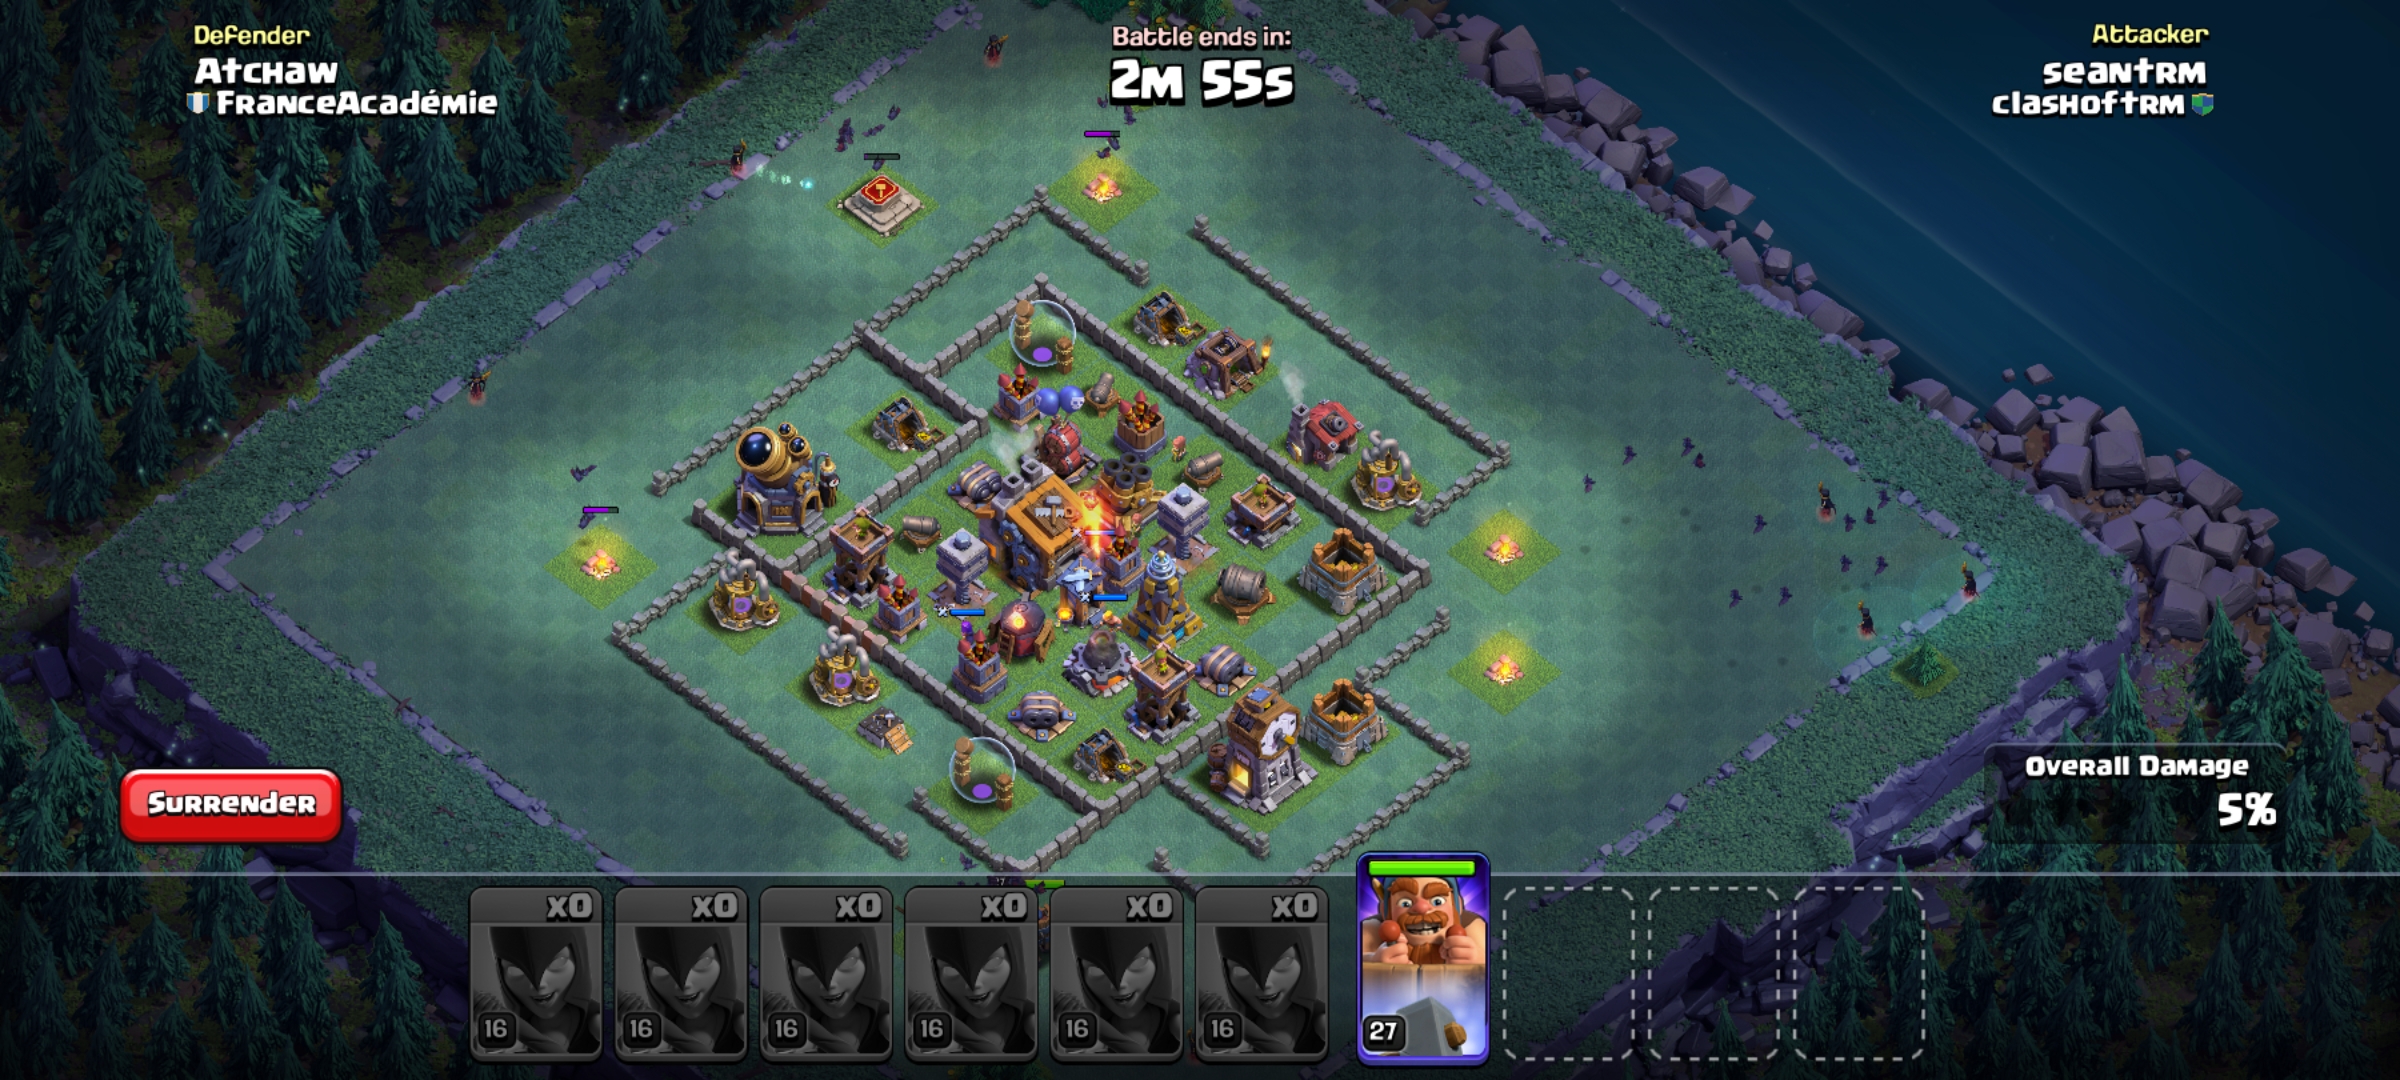 Defender
Atchaw
FranceAcadémie
Battle ends in:
2m 55s
Attacker
seantrm
clashoftrm
Surrender
Overall Damage
5%
x0 x0 x0 x0 x0 x0
16 16 16 16 16 16 27